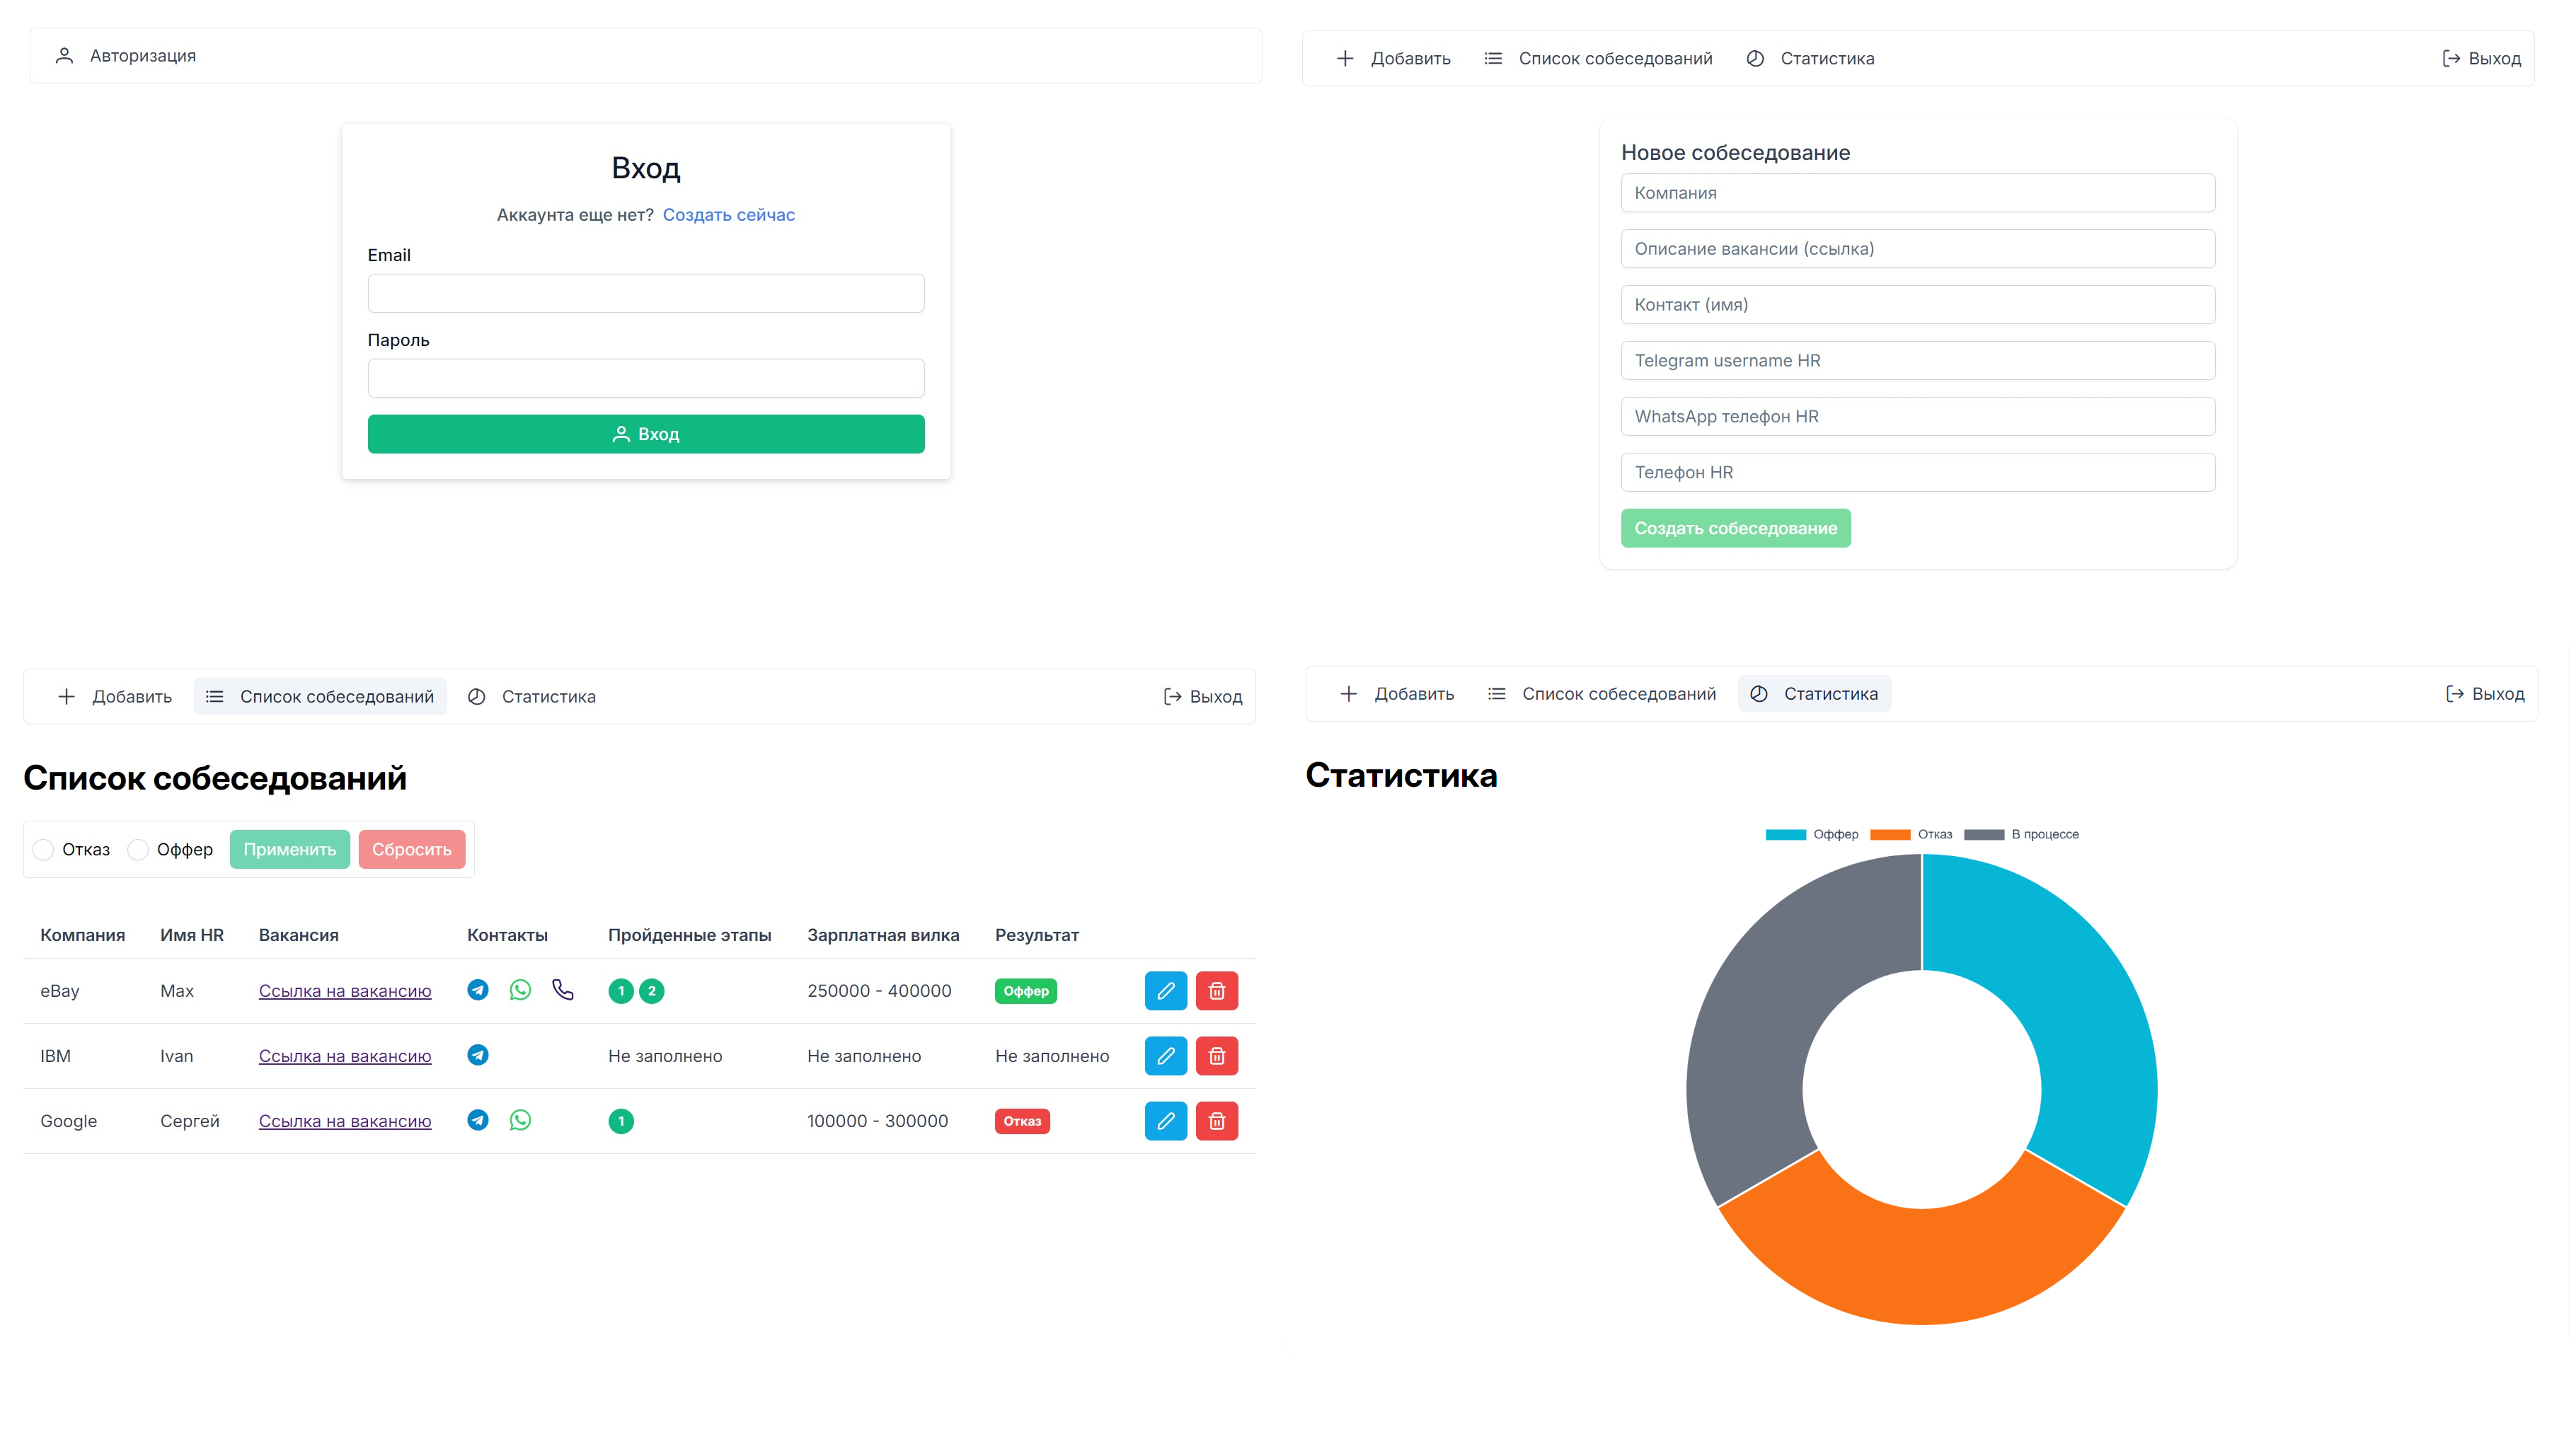 Авторизация
Вход
Аккаунта еще нет? Создать сейчас
Email
Пароль
Вход
Добавить Список собеседований Статистика Выход
Новое собеседование
Компания
Описание вакансии (ссылка)
Контакт (имя)
Telegram username HR
WhatsApp телефон HR
Телефон HR
Создать собеседование
Добавить Список собеседований Статистика Выход
Список собеседований
Отказ Оффер Применить Сбросить
Компания Имя HR Вакансия Контакты Пройденные этапы Зарплатная вилка Результат
eBay Max Ссылка на вакансию 1 2 250000 - 400000 Оффер
IBM Ivan Ссылка на вакансию Не заполнено Не заполнено Не заполнено
Google Сергей Ссылка на вакансию 1 100000 - 300000 Отказ
Добавить Список собеседований Статистика Выход
Статистика
Оффер Отказ В процессе